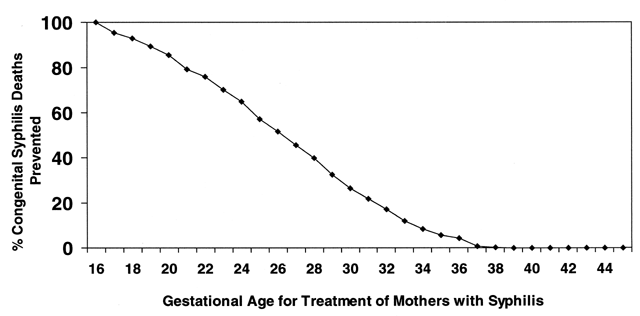 % Congenital Syphilis Deaths
Prevented
100
80
60
40
20
0
16 18 20 22 24 26 28 30 32 34 36 38 40 42 44
Gestational Age for Treatment of Mothers with Syphilis